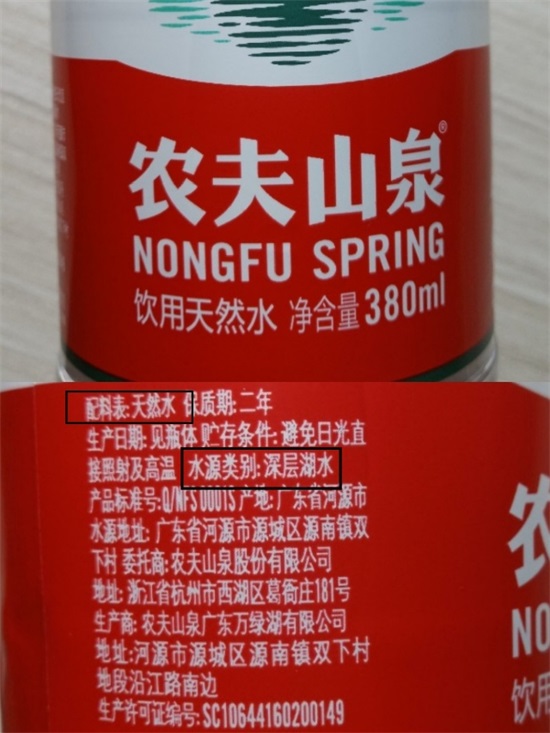 农夫山泉®
NONGFU SPRING
饮用天然水 净含量380ml
配料表:天然水 保质期:二年
生产日期:见瓶体 贮存条件:避免日光直
接照射及高温 水源类别:深层湖水
产品标准号:Q/NFS 0001S 产地:广东省河源市
水源地址:广东省河源市源城区源南镇双
下村 委托商:农夫山泉股份有限公司
地址:浙江省杭州市西湖区葛衙庄181号
生产商:农夫山泉广东万绿湖有限公司
地址:河源市源城区源南镇双下村
地段沿江路南边
生产许可证编号:SC10644160200149
农
NO
饮用